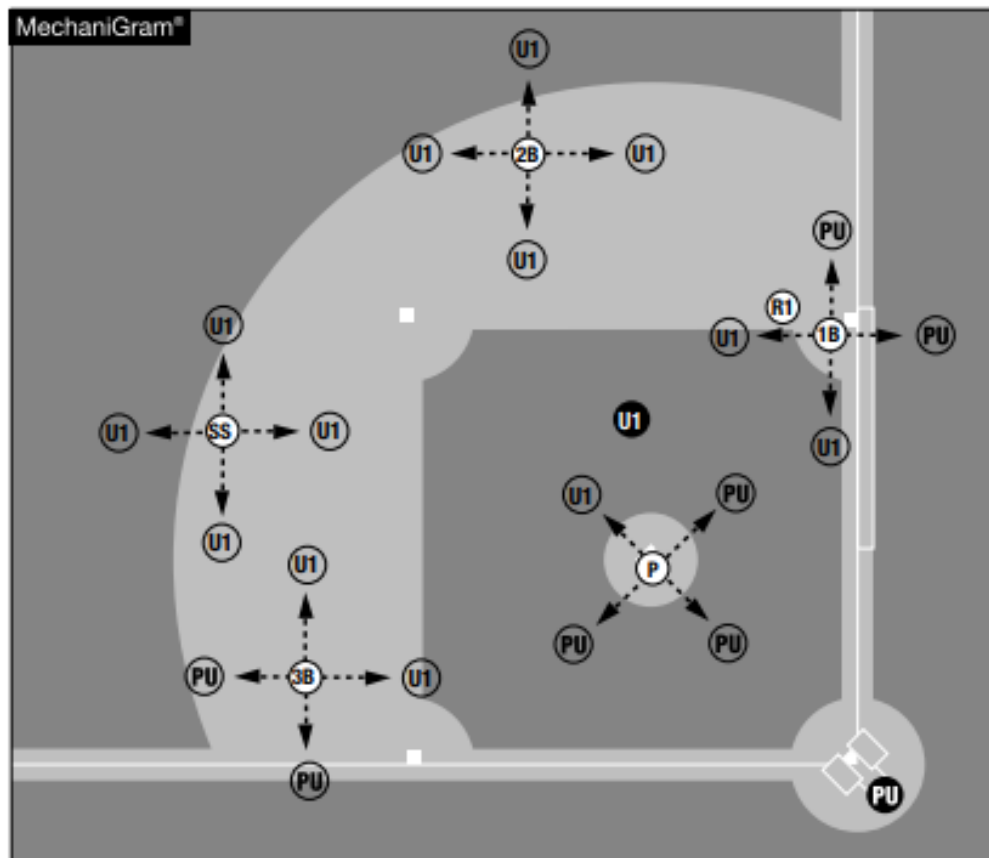 MechaniGram®
U1
U1 2B U1
U1
PU
U1
R1
U1 1B PU
U1
U1 SS U1
U1
U1 PU
U1
U1
P
PU PU
PU 3B U1
PU
PU